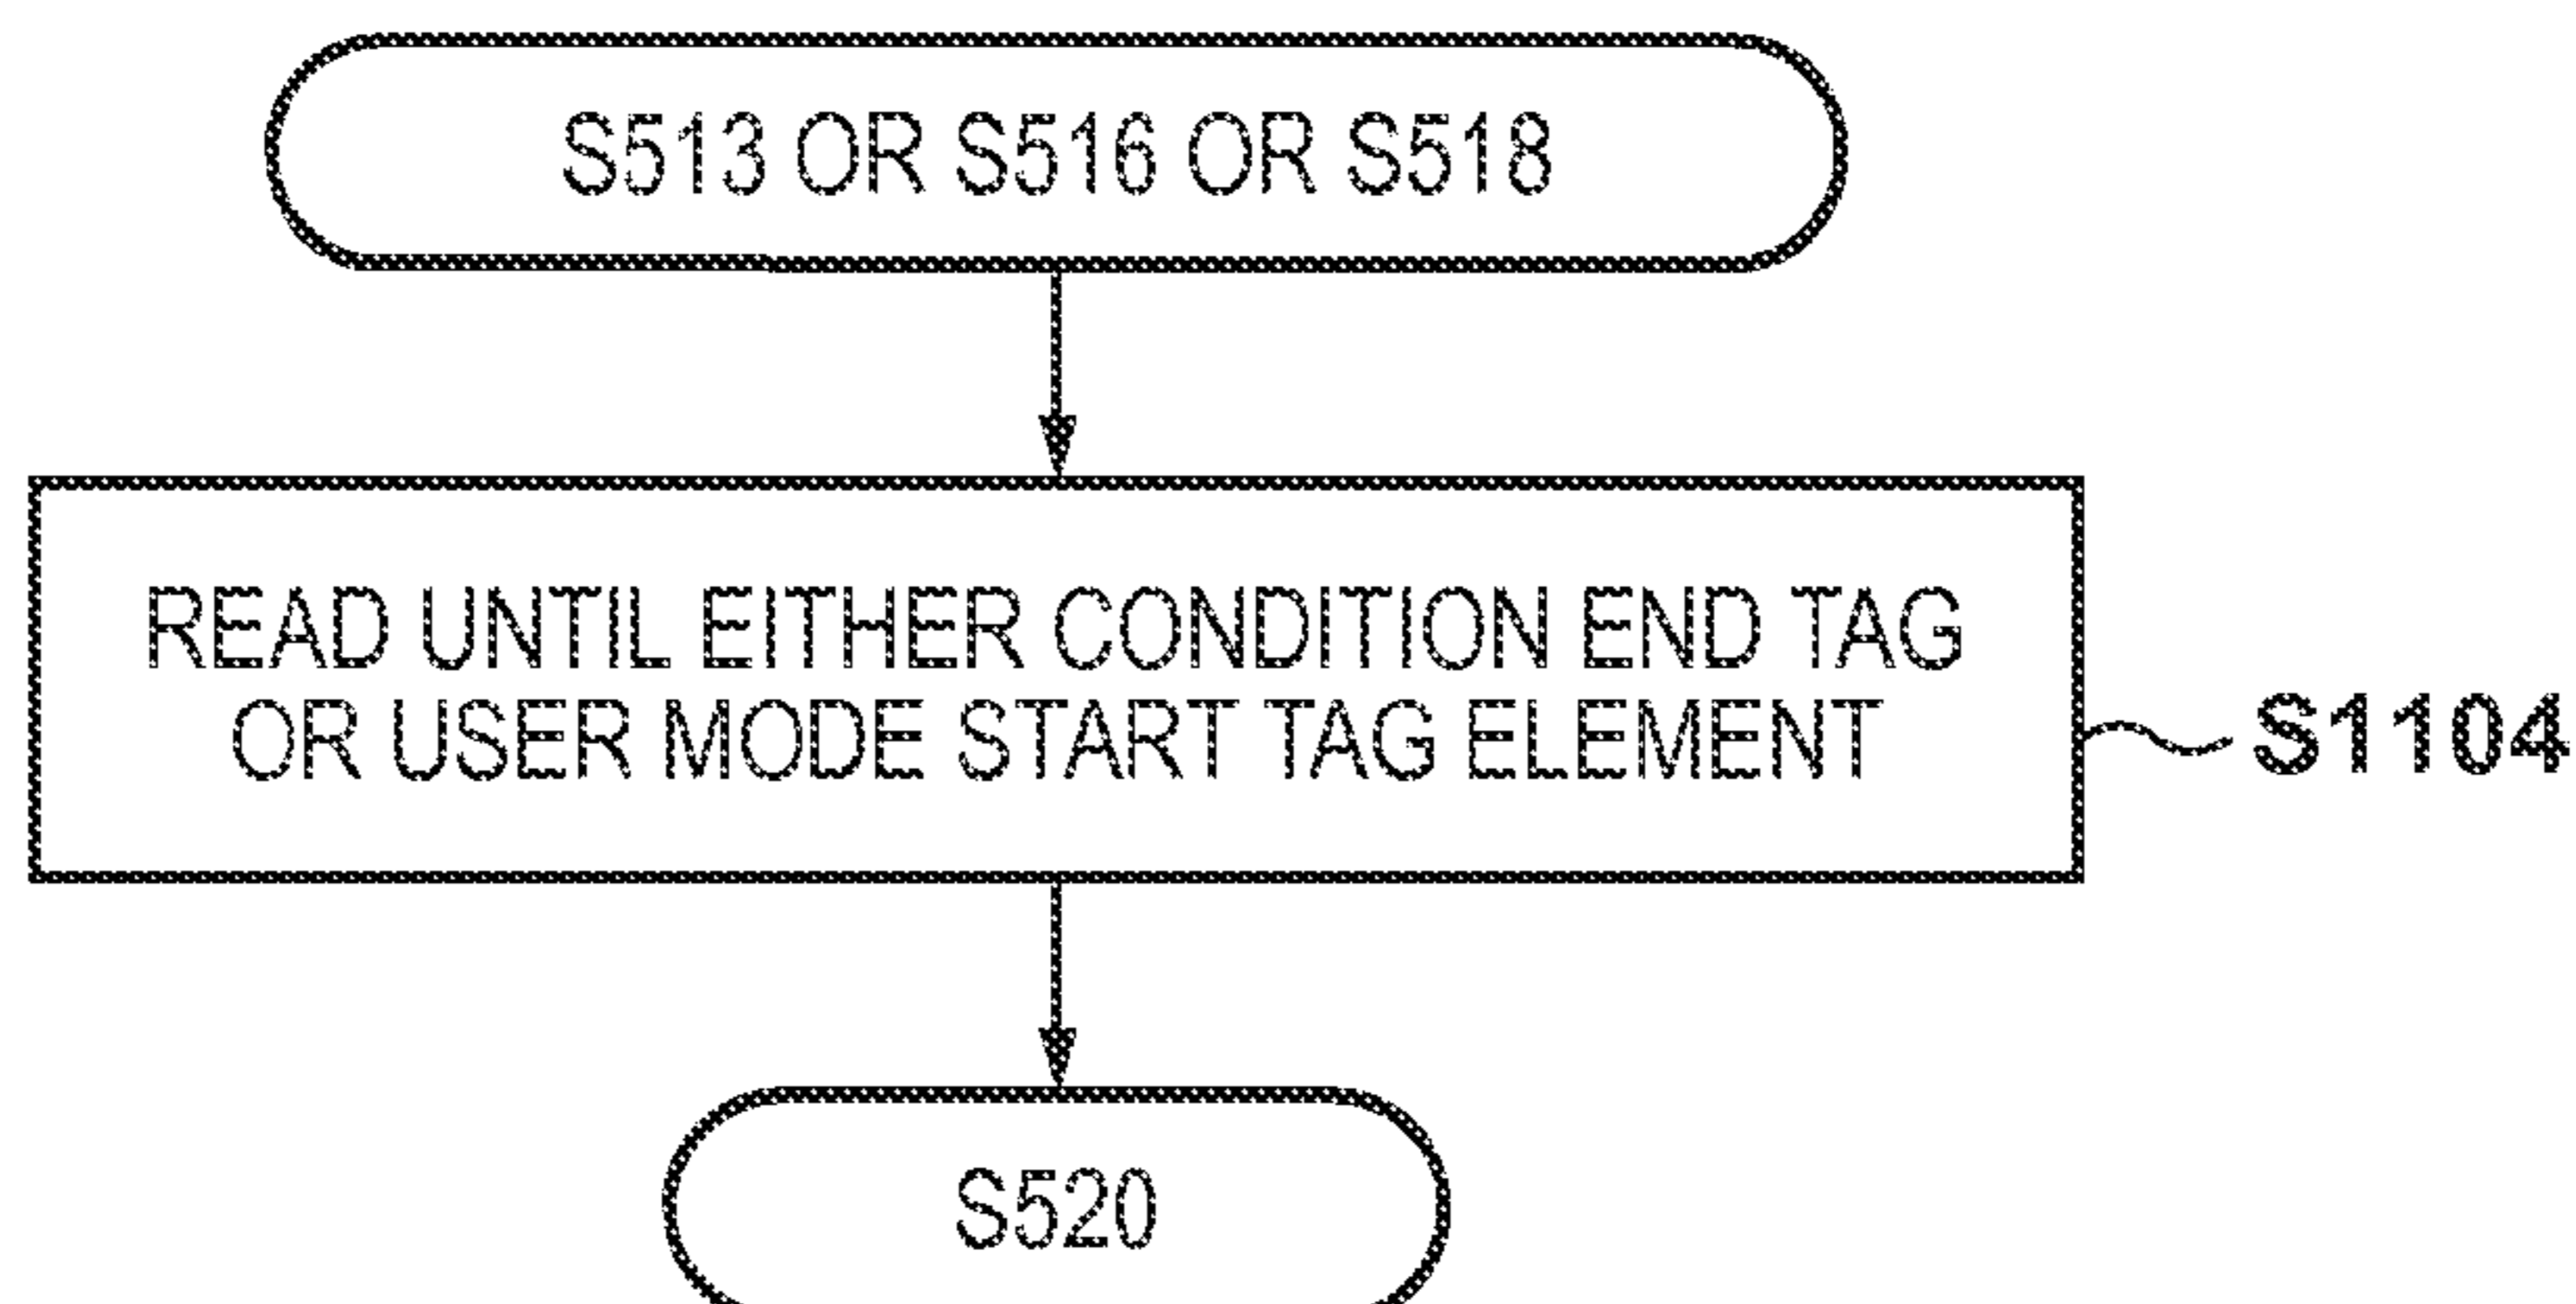 S513 OR S516 OR S518
READ UNTIL EITHER CONDITION END TAG
OR USER MODE START TAG ELEMENT
S1104
S520